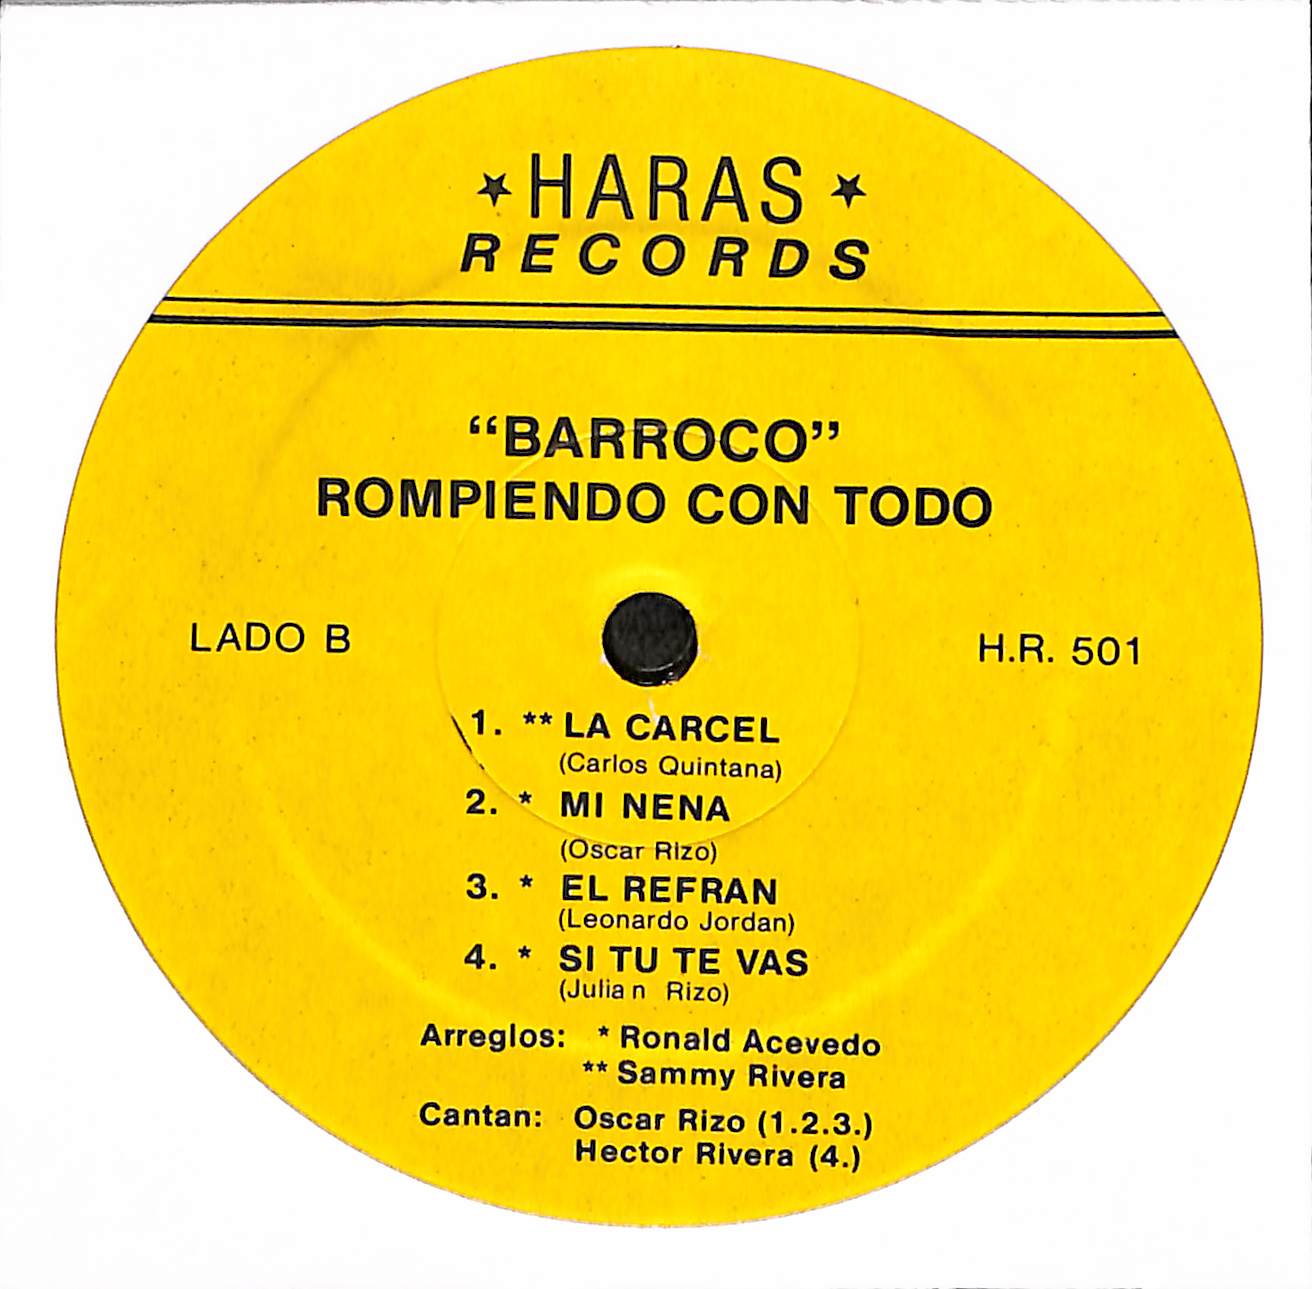 ★ HARAS ★
RECORDS
“BARROCO”
ROMPIENDO CON TODO
LADO B
H.R. 501
1. ** LA CARCEL
(Carlos Quintana)
2. * MI NENA
(Oscar Rizo)
3. * EL REFRAN
(Leonardo Jordan)
4. * SI TU TE VAS
(Julian Rizo)
Arreglos: * Ronald Acevedo
** Sammy Rivera
Cantan: Oscar Rizo (1.2.3.)
Hector Rivera (4.)